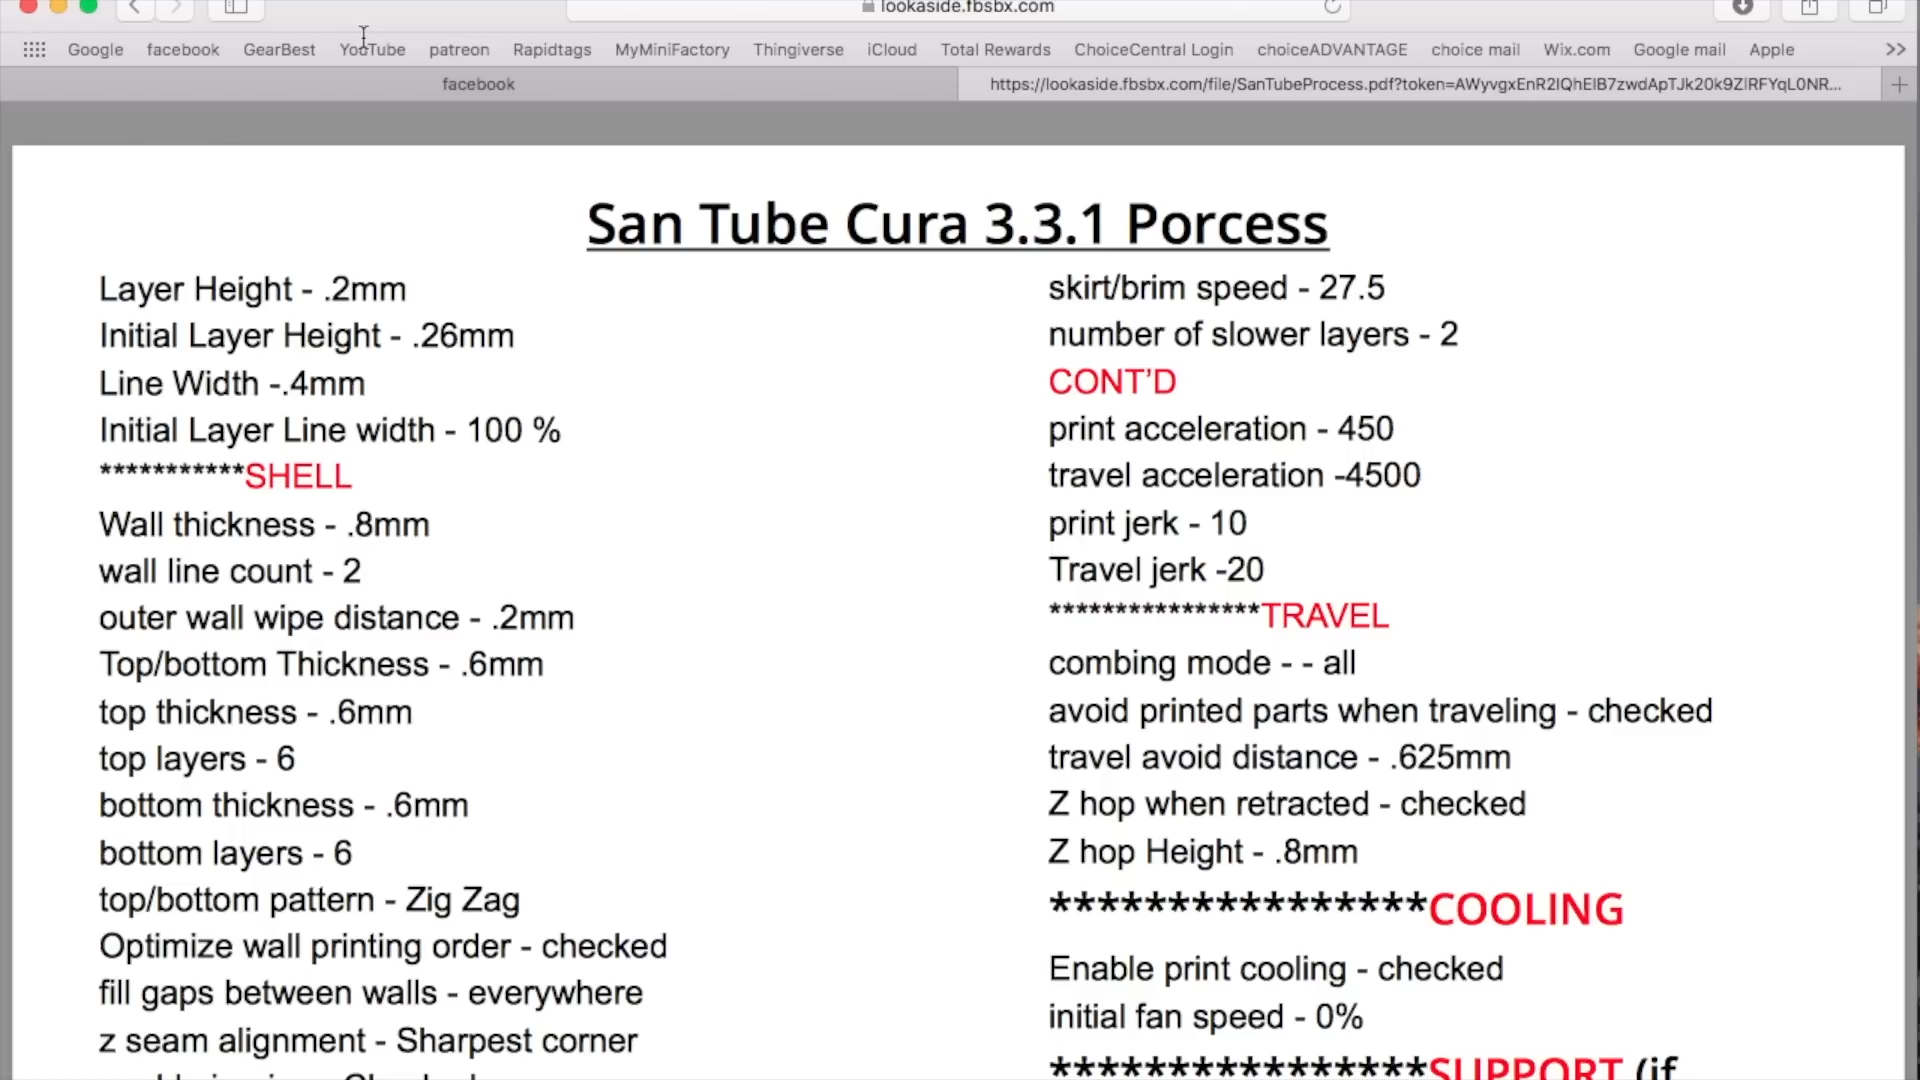 lookaside.fbsbx.com
Google facebook GearBest YouTube patreon Rapidtags MyMiniFactory Thingiverse iCloud Total Rewards ChoiceCentral Login choiceADVANTAGE choice mail Wix.com Google mail Apple >>
facebook
https://lookaside.fbsbx.com/file/SanTubeProcess.pdf?token=AWyvgxEnR2IQhEIB7zwdApTJk20k9ZiRFYqL0NR...
San Tube Cura 3.3.1 Porcess
Layer Height - .2mm
Initial Layer Height - .26mm
Line Width -.4mm
Initial Layer Line width - 100 %
***********SHELL
Wall thickness - .8mm
wall line count - 2
outer wall wipe distance - .2mm
Top/bottom Thickness - .6mm
top thickness - .6mm
top layers - 6
bottom thickness - .6mm
bottom layers - 6
top/bottom pattern - Zig Zag
Optimize wall printing order - checked
fill gaps between walls - everywhere
z seam alignment - Sharpest corner
skirt/brim speed - 27.5
number of slower layers - 2
CONT’D
print acceleration - 450
travel acceleration -4500
print jerk - 10
Travel jerk -20
****************TRAVEL
combing mode - - all
avoid printed parts when traveling - checked
travel avoid distance - .625mm
Z hop when retracted - checked
Z hop Height - .8mm
****************COOLING
Enable print cooling - checked
initial fan speed - 0%
****************SUPPORT (if